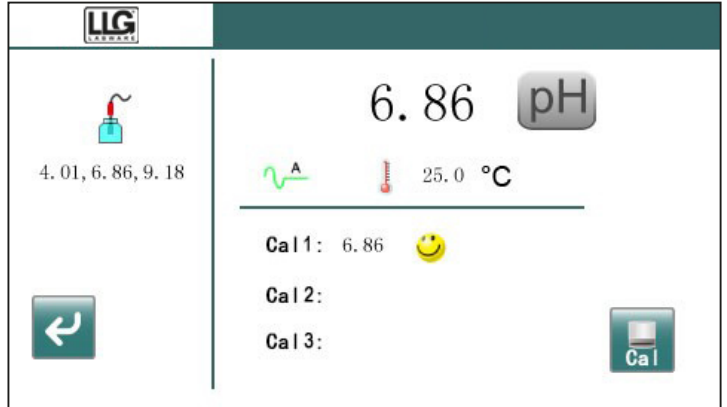 LLG
LABWARE
6.86 pH
4.01, 6.86, 9.18
A
25.0 °C
Cal1: 6.86
Cal2:
Cal3:
Cal